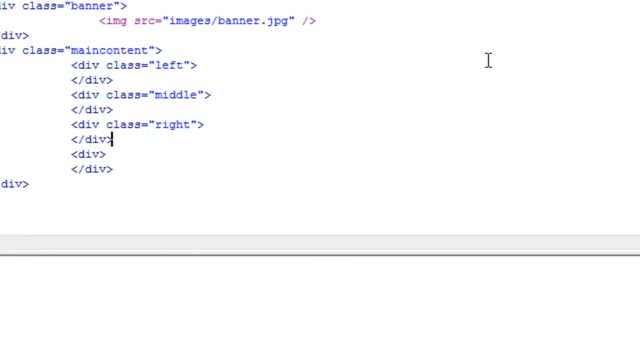 div class="banner">
<img src="images/banner.jpg" />
div>
div class="maincontent">
<div class="left">
</div>
<div class="middle">
</div>
<div class="right">
</div>
<div>
</div>
div>